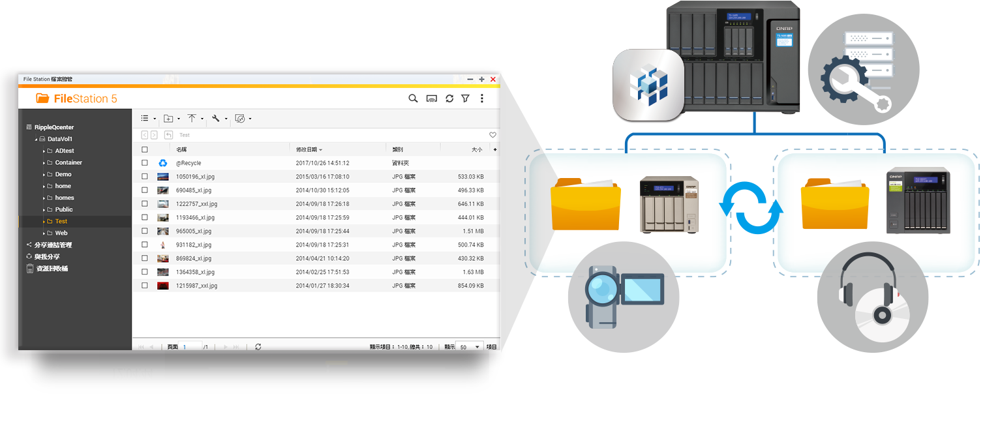 File Station 檔案總管
FileStation 5
RippleQcenter
DataVol1
ADtest
Container
Demo
home
homes
Public
Test
Web
分享連結管理
與我分享
資源回收桶
Test
名稱 修改日期 類別 大小
@Recycle 2017/10/26 14:51:12 資料夾
1050196_xl.jpg 2015/03/16 17:08:10 JPG 檔案 533.03 KB
690485_xl.jpg 2014/10/30 15:12:05 JPG 檔案 496.33 KB
1222757_xxl.jpg 2014/09/18 17:26:18 JPG 檔案 646.11 KB
1193466_xl.jpg 2014/09/18 17:25:59 JPG 檔案 444.01 KB
965005_xl.jpg 2014/09/18 17:25:44 JPG 檔案 1.51 MB
931182_xl.jpg 2014/09/18 17:25:31 JPG 檔案 500.74 KB
869824_xl.jpg 2014/04/21 10:14:20 JPG 檔案 430.32 KB
1364358_xl.jpg 2014/02/25 17:51:53 JPG 檔案 1.63 MB
1215987_xxl.jpg 2014/01/27 18:30:34 JPG 檔案 854.09 KB
頁面 1 /1 顯示項目: 1-10, 總共: 10 顯示 50 項目
QNAP
QNAP
QNAP